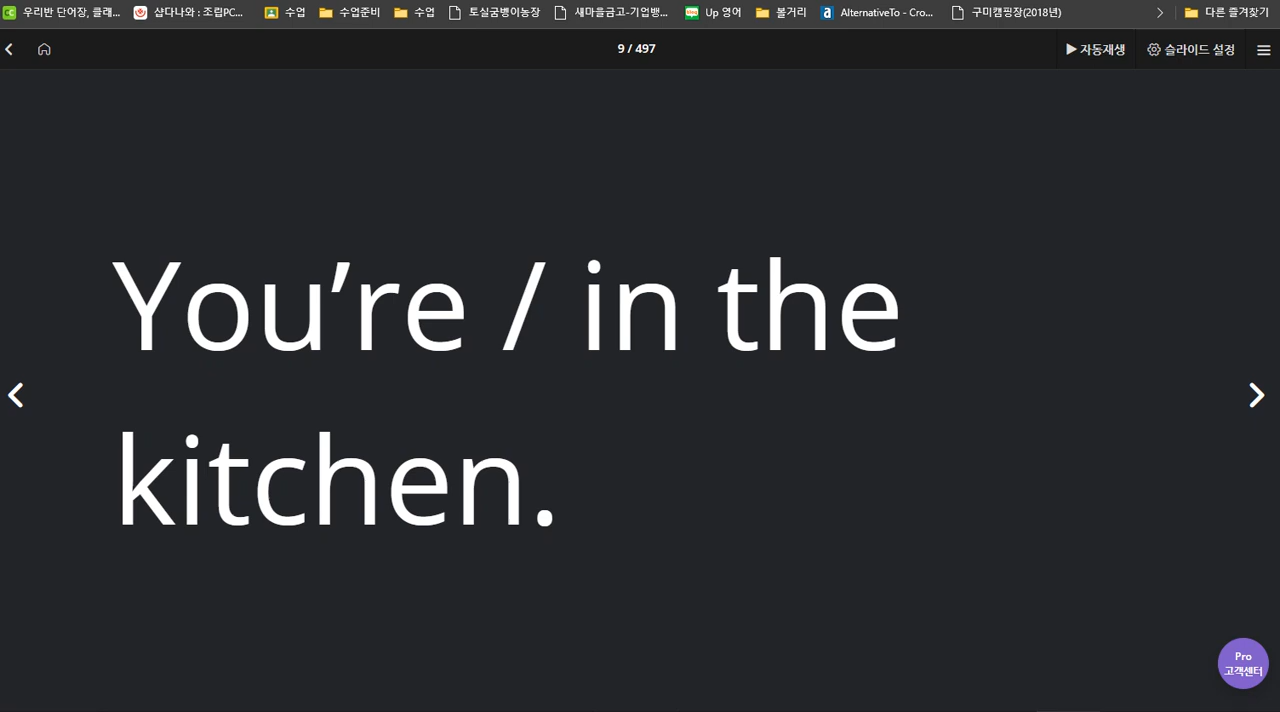 우리반 단어장, 클래... 샵다나와 : 조립PC... 수업 수업준비 수업 토실굼벵이농장 새마을금고-기업뱅... Up 영어 볼거리 AlternativeTo - Cro... 구미캠핑장(2018년) 다른 즐겨찾기
9 / 497 자동재생 슬라이드 설정
You’re / in the
kitchen.
Pro
고객센터